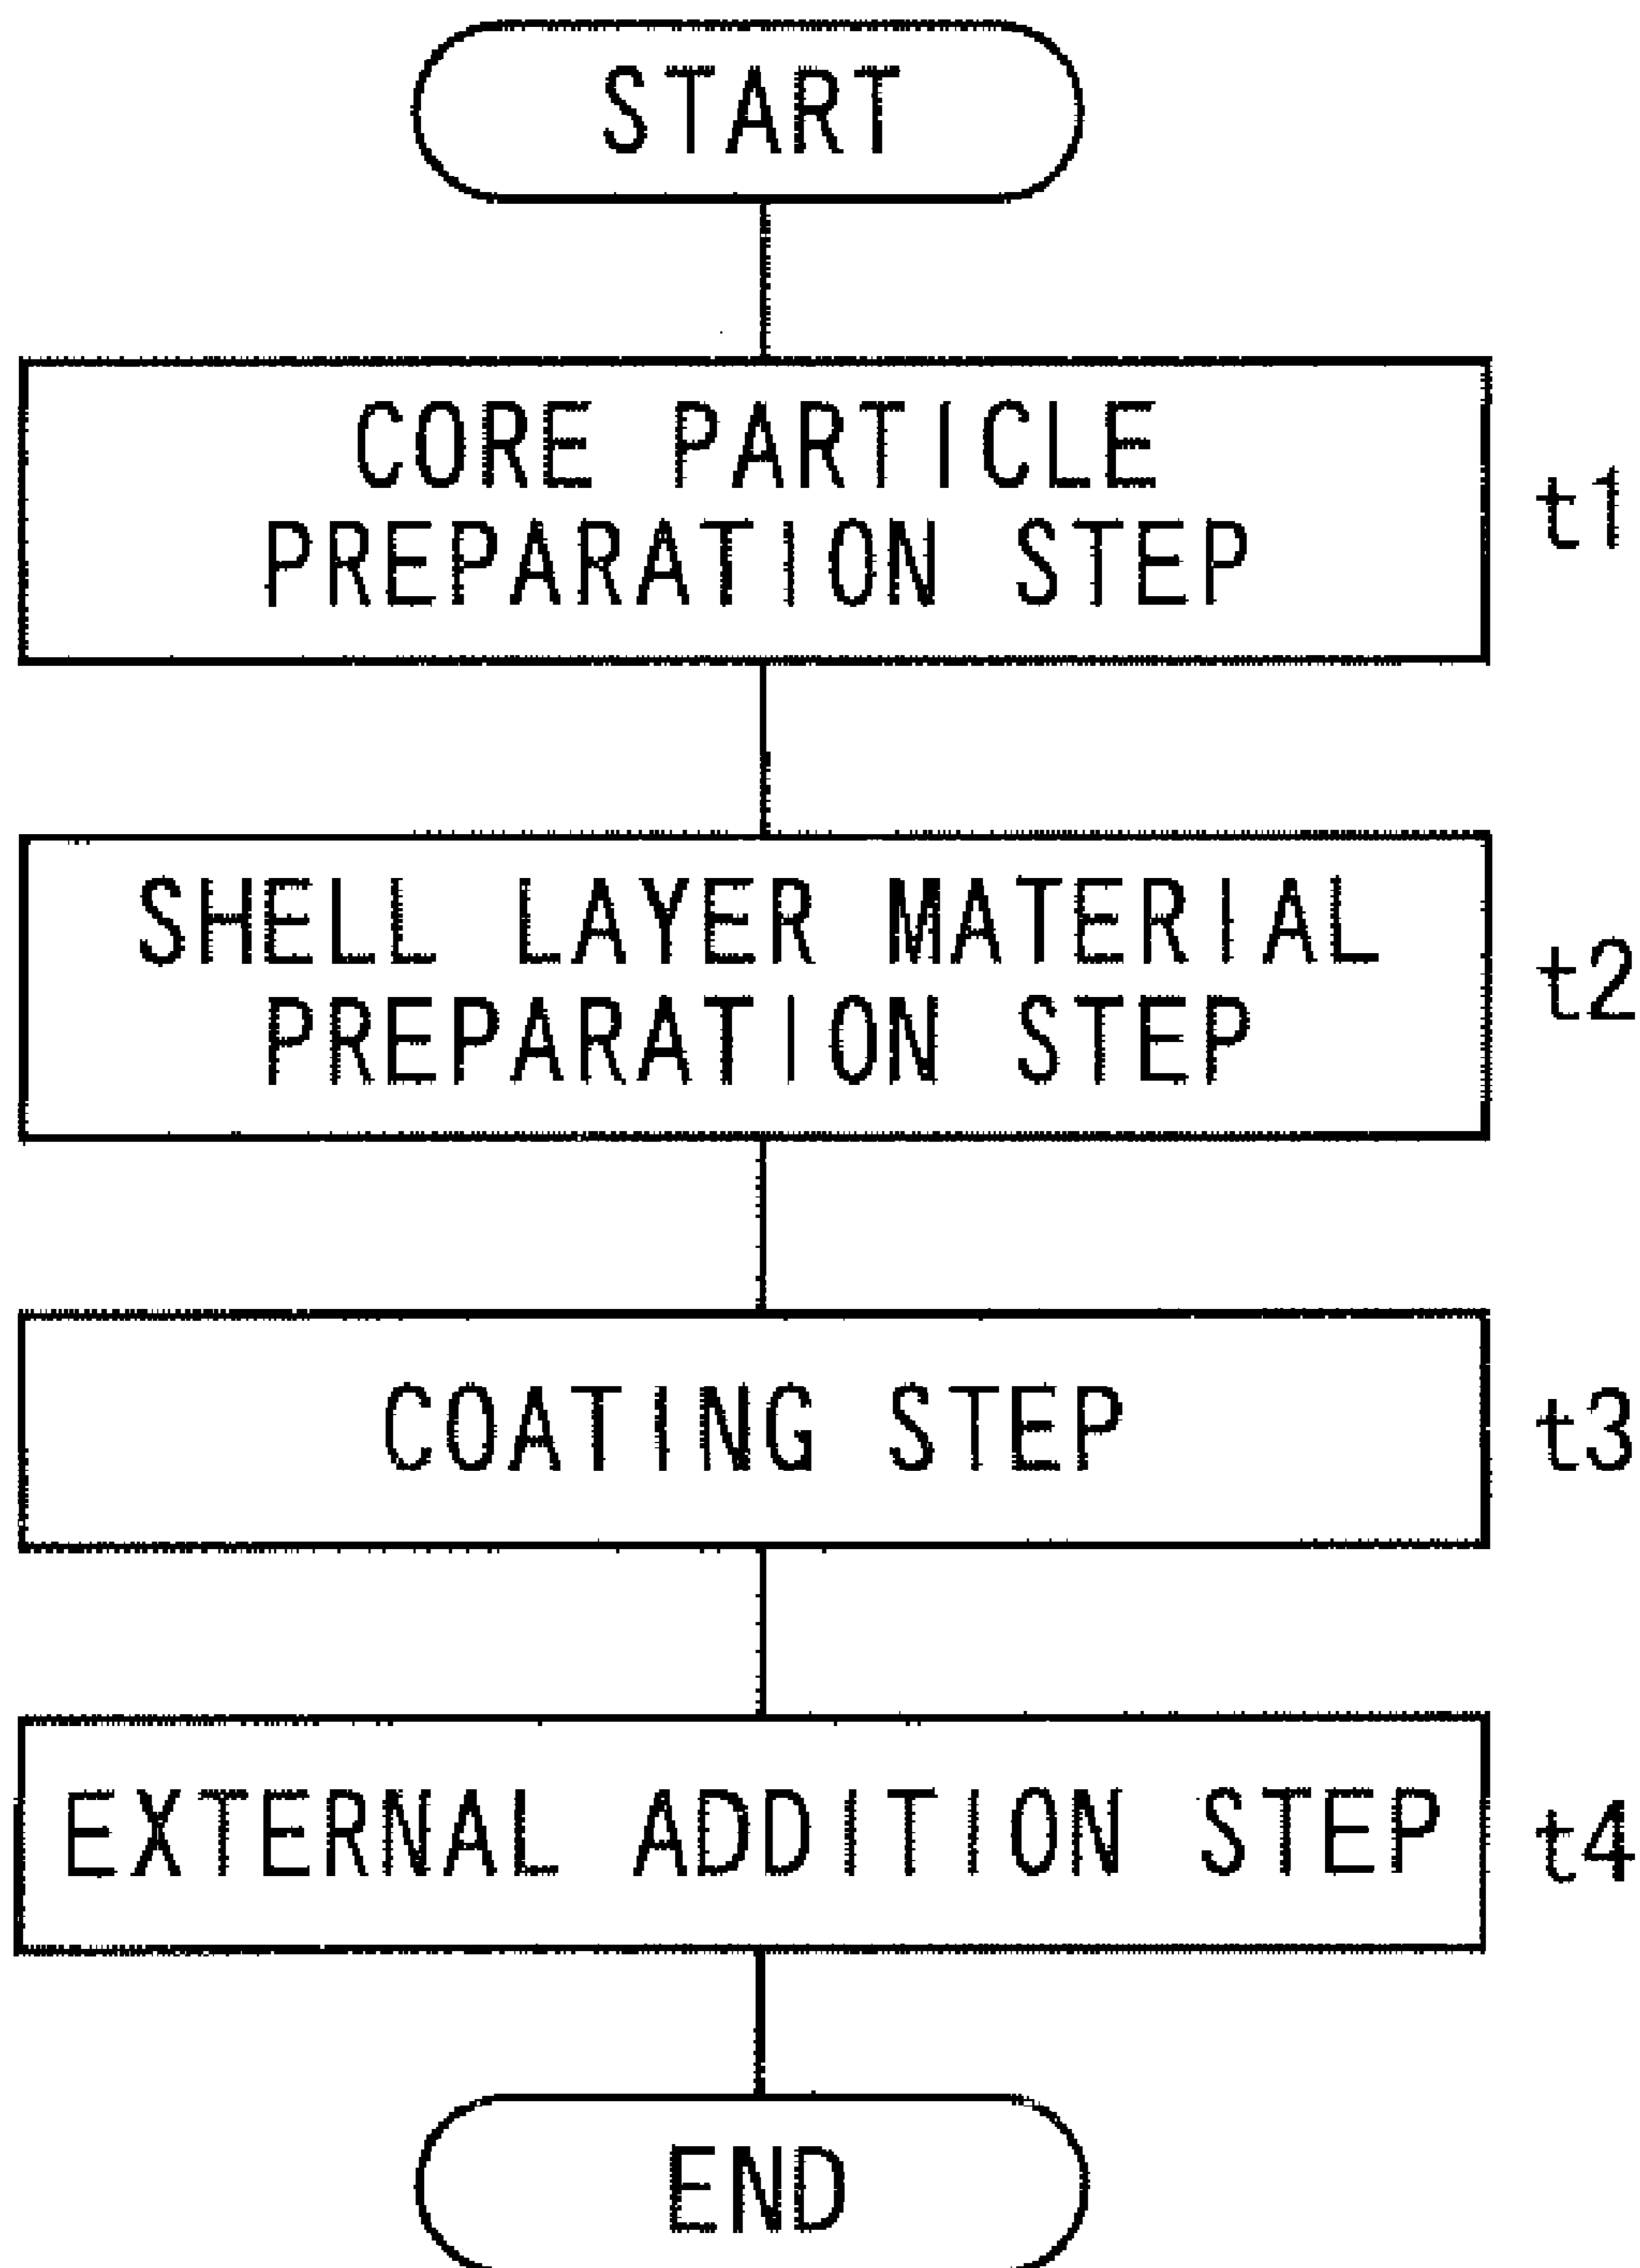 START
CORE PARTICLE
PREPARATION STEP
t1
SHELL LAYER MATERIAL
PREPARATION STEP
t2
COATING STEP
t3
EXTERNAL ADDITION STEP
t4
END